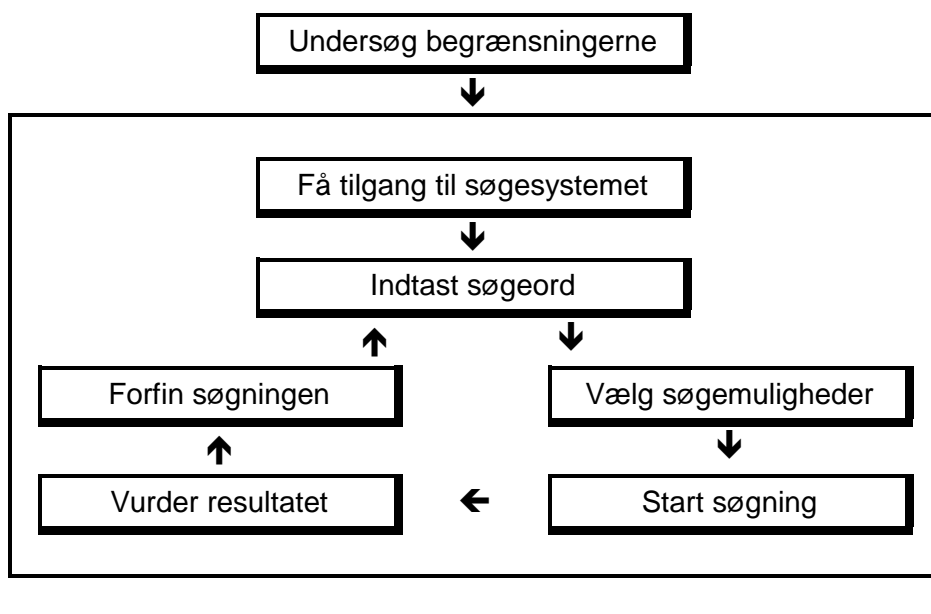 Undersøg begrænsningerne
Få tilgang til søgesystemet
Indtast søgeord
Forfin søgningen
Vælg søgemuligheder
Vurder resultatet
Start søgning